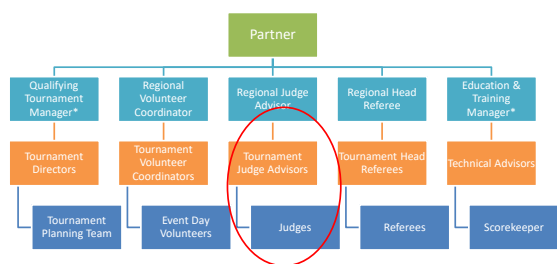 Partner
Qualifying
Tournament
Manager*
Regional
Volunteer
Coordinator
Regional Judge
Advisor
Regional Head
Referee
Education &
Training
Manager*
Tournament
Directors
Tournament
Volunteer
Coordinators
Tournament
Judge Advisors
Tournament Head
Referees
Technical Advisors
Tournament
Planning Team
Event Day
Volunteers
Judges
Referees
Scorekeeper